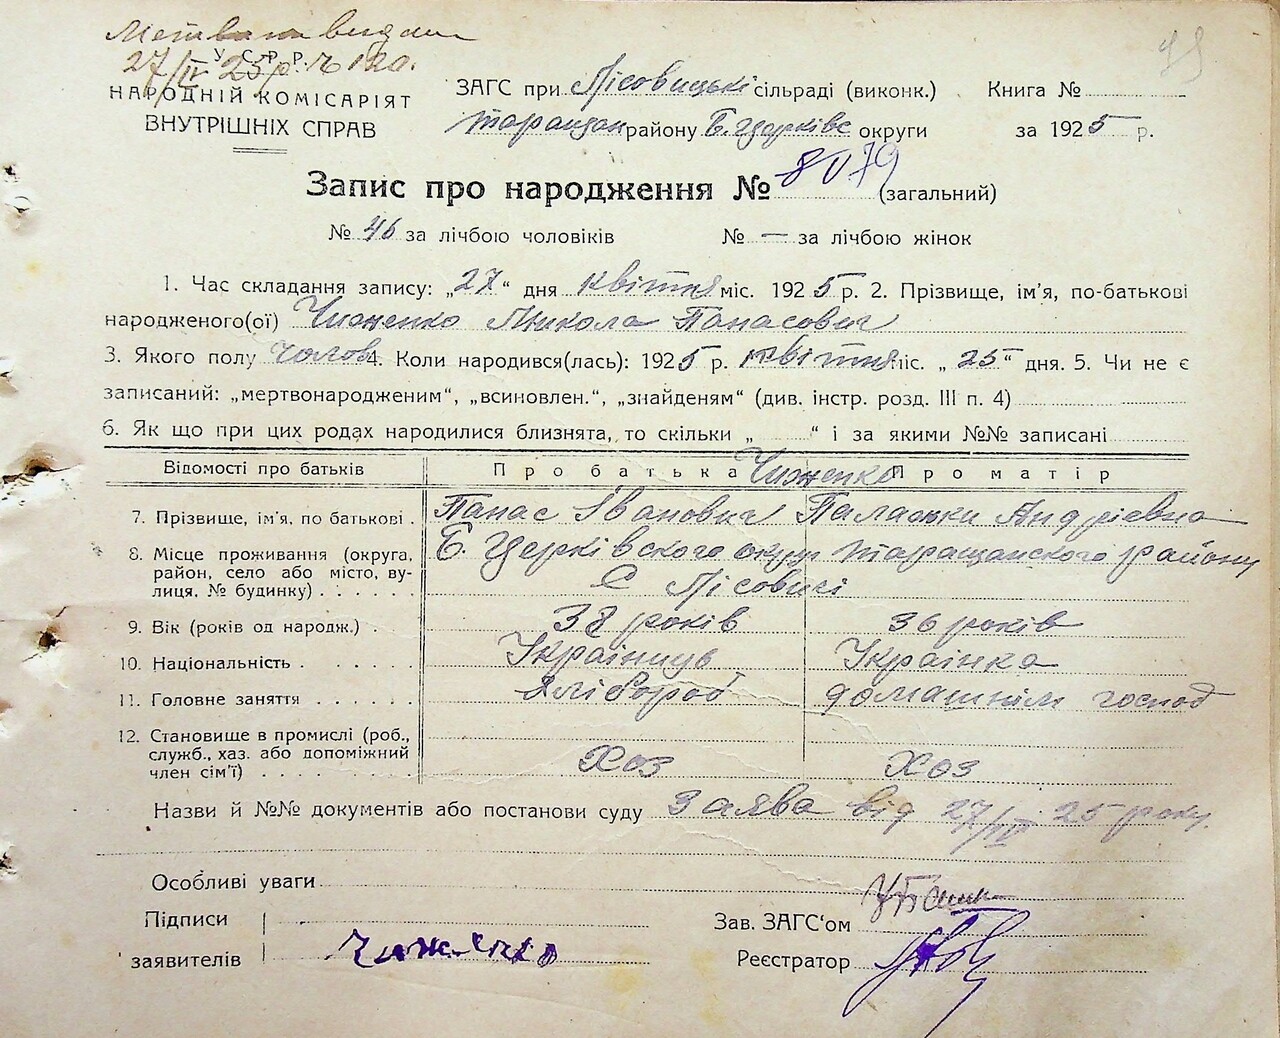 Метрика видана
27/IV 25р. № 120.
У. С. Р. Р.
НАРОДНІЙ КОМІСАРІЯТ
ВНУТРІШНІХ СПРАВ
ЗАГС при Лісовицькі сільраді (виконк.) Книга №
Таращан району Б. Церківс округи за 1925 р.
Запис про народження № 8079 (загальний)
№ 46 за лічбою чоловіків № — за лічбою жінок
1. Час складання запису: „27“ дня квітня міс. 1925 р. 2. Прізвище, ім'я, по-батькові
народженого(ої) Чиженко Микола Панасович
3. Якого полу чолов 4. Коли народився(лась): 1925 р. квітня міс. „25“ дня. 5. Чи не є
записаний: „мертвонародженим“, „всиновлен.“, „знайденям“ (див. інстр. розд. III п. 4)
6. Як що при цих родах народилися близнята, то скільки „ “ і за якими №№ записані
Відомості про батьків Про батька Про матір
Чиженко
7. Прізвище, ім'я, по батькові Панас Іванович Палажка Андріевна
8. Місце проживання (округа, район, село або місто, вулиця, № будинку) Б. Церківского округ Таращанского району
С Лісовичі
9. Вік (років од народж.) 38 років 36 років
10. Національність Українць Українка
11. Головне заняття хлібороб домашнім господ
12. Становище в промислі (роб., служб., хаз. або допоміжний член сім'ї) Хоз Хоз
Назви й №№ документів або постанови суду Заява від 27/IV 25 року.
Особливі уваги
Підписи
заявителів Чиженко
Зав. ЗАГС'ом
Реєстратор